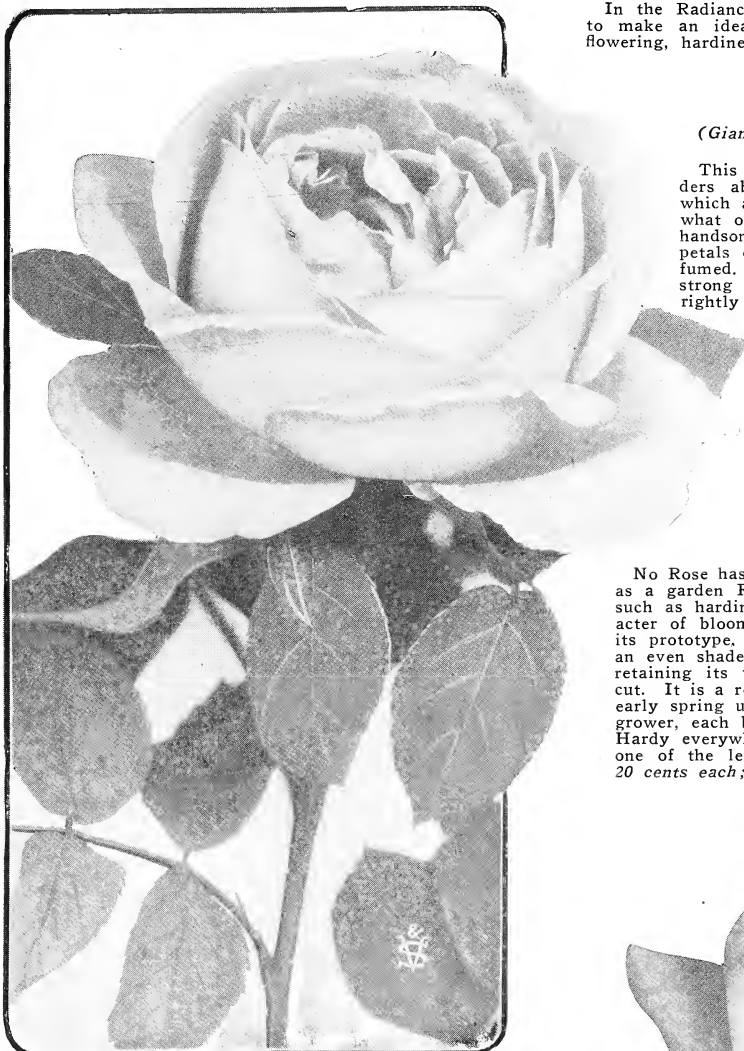 In the Radianc
to make an idea
flowering, hardine
(Gian
This
ders ab
which a
what o
handson
petals o
fumed.
strong
rightly
No Rose has
as a garden R
such as hardin
acter of bloom
its prototype,
an even shade
retaining its
cut. It is a r
early spring u
grower, each b
Hardy everywh
one of the le
20 cents each;